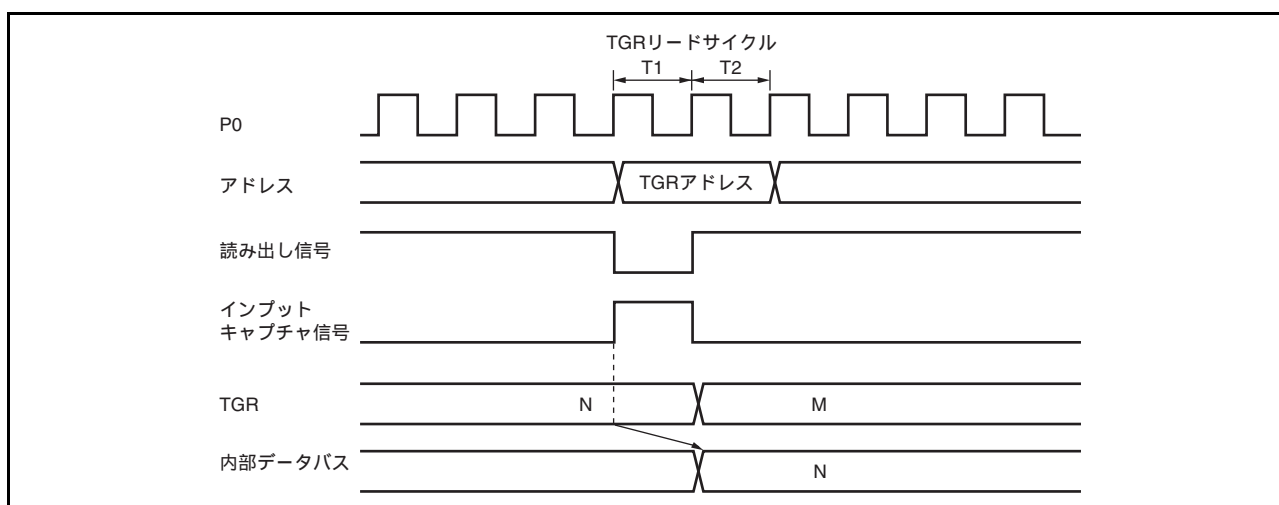 TGRリードサイクル
T1 T2
P0
アドレス TGRアドレス
読み出し信号
インプット
キャプチャ信号
TGR N M
内部データバス N